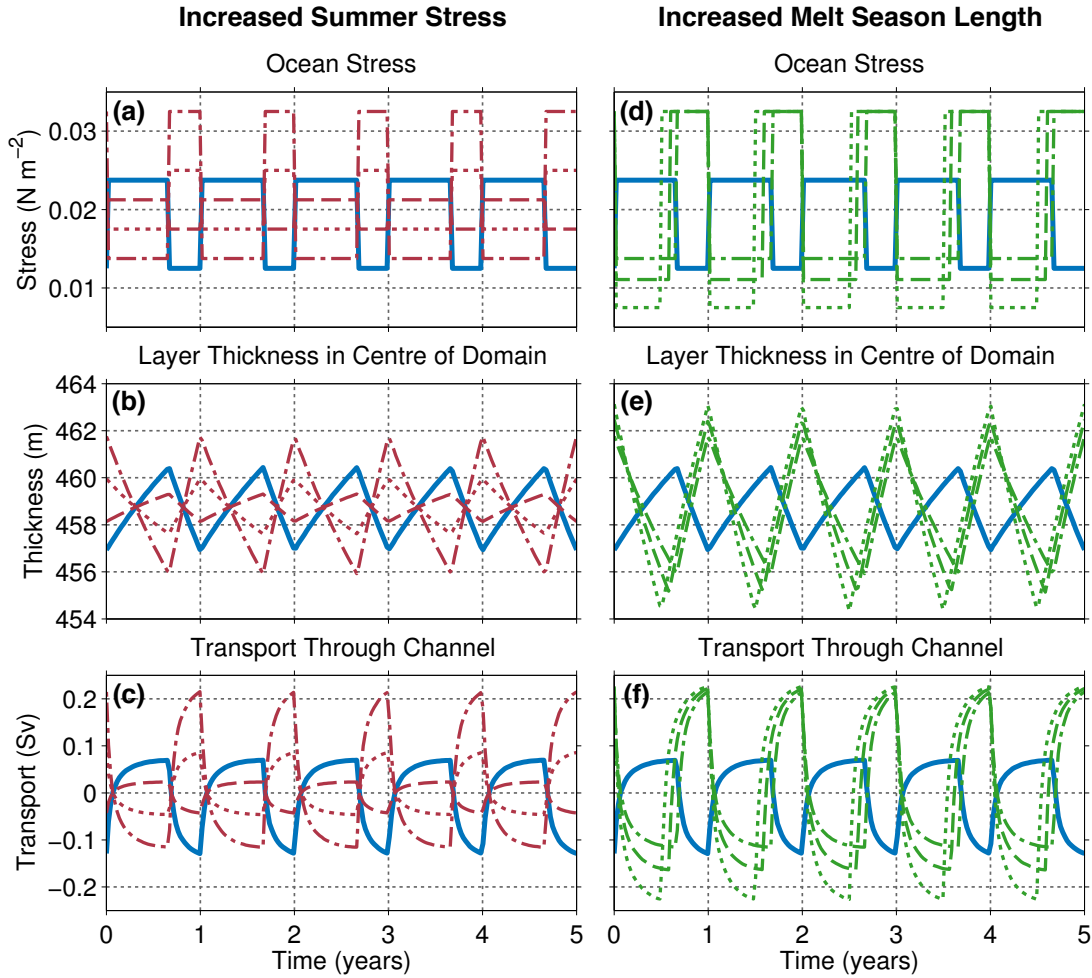 Increased Summer Stress
Increased Melt Season Length
Ocean Stress
Ocean Stress
(a)
(d)
0.03
0.02
0.01
Stress (N m−2)
Layer Thickness in Centre of Domain
Layer Thickness in Centre of Domain
(b)
(e)
464
462
460
458
456
454
Thickness (m)
Transport Through Channel
Transport Through Channel
(c)
(f)
0.2
0.1
0
−0.1
−0.2
Transport (Sv)
0 1 2 3 4 5
0 1 2 3 4 5
Time (years)
Time (years)